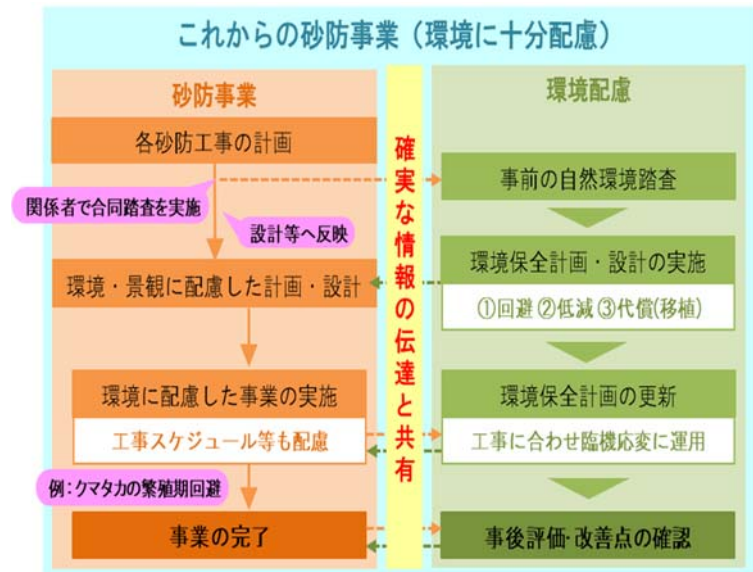 これからの砂防事業（環境に十分配慮）
砂防事業
各砂防工事の計画
関係者で合同踏査を実施
設計等へ反映
環境・景観に配慮した計画・設計
環境に配慮した事業の実施
工事スケジュール等も配慮
例：クマタカの繁殖期回避
事業の完了
確実な情報の伝達と共有
環境配慮
事前の自然環境踏査
環境保全計画・設計の実施
①回避 ②低減 ③代償(移植)
環境保全計画の更新
工事に合わせ臨機応変に運用
事後評価・改善点の確認